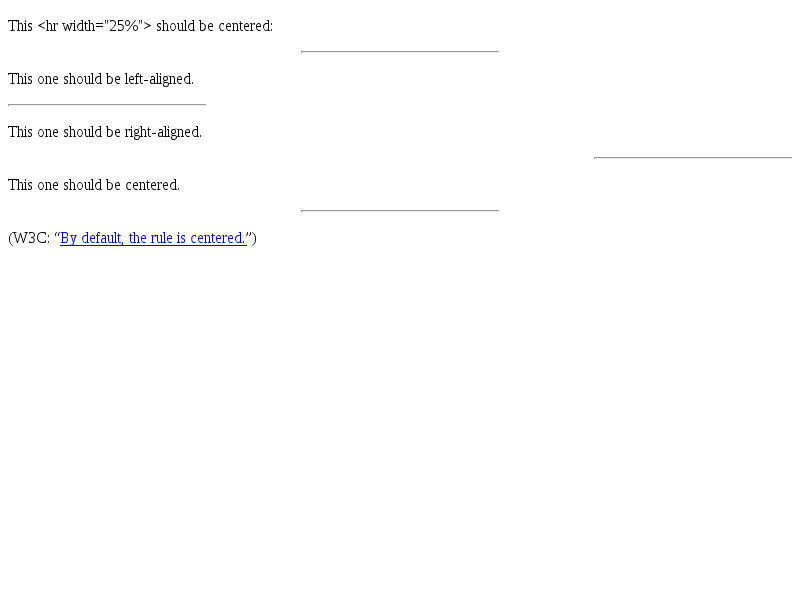 This <hr width="25%"> should be centered:
This one should be left-aligned.
This one should be right-aligned.
This one should be centered.
(W3C: “By default, the rule is centered.”)